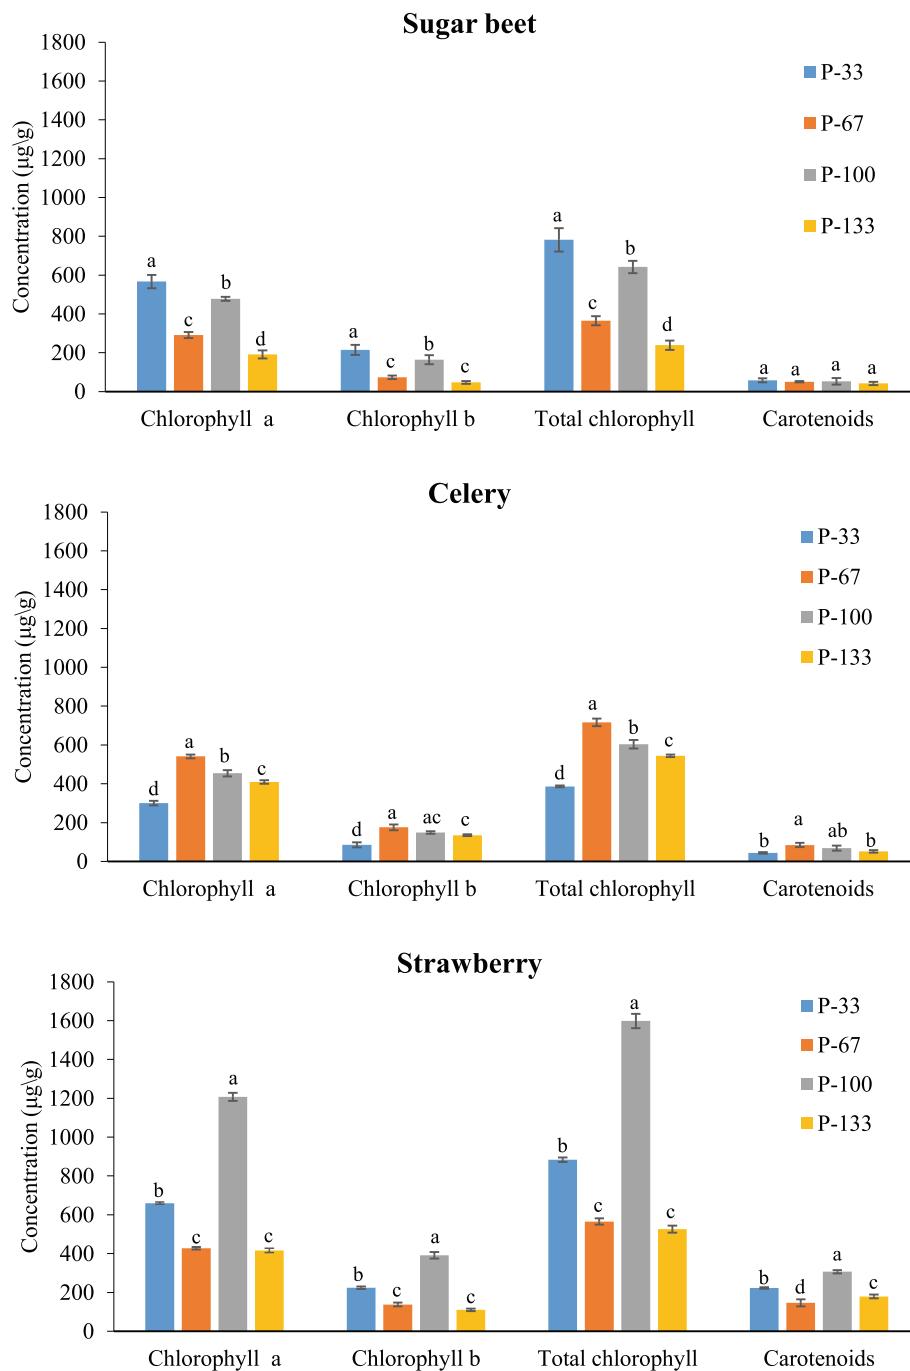 Sugar beet
1800
1600
1400
1200
1000
800
600
400
200
0
Concentration (µg\g)
P-33
P-67
P-100
P-133
a
c
b
d
a
c
b
c
a
c
b
d
a
a
a
a
Chlorophyll a
Chlorophyll b
Total chlorophyll
Carotenoids
Celery
1800
1600
1400
1200
1000
800
600
400
200
0
Concentration (µg\g)
P-33
P-67
P-100
P-133
d
a
b
c
d
a
ac
c
d
a
b
c
b
a
ab
b
Chlorophyll a
Chlorophyll b
Total chlorophyll
Carotenoids
Strawberry
1800
1600
1400
1200
1000
800
600
400
200
0
Concentration (µg\g)
P-33
P-67
P-100
P-133
b
c
a
c
b
c
a
c
b
c
a
c
b
d
a
c
Chlorophyll a
Chlorophyll b
Total chlorophyll
Carotenoids